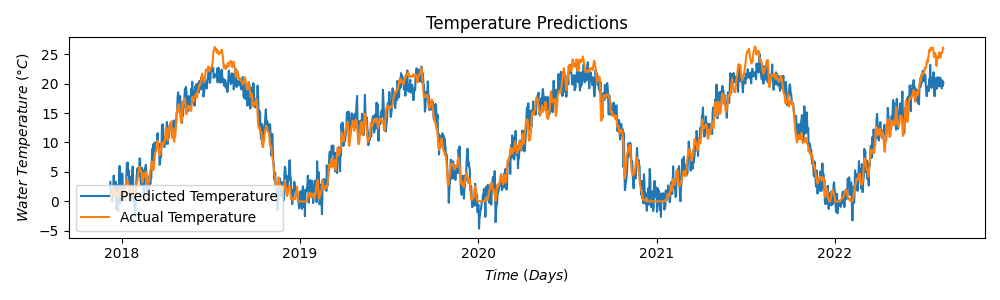 Temperature Predictions
Water Temperature (°C)
25
20
15
10
5
0
−5
Predicted Temperature
Actual Temperature
2018 2019 2020 2021 2022
Time (Days)